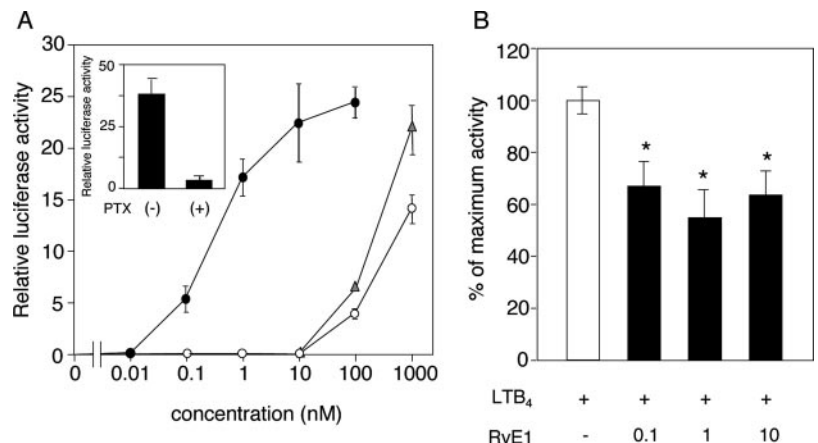 A
B
Relative luciferase activity
30
25
20
15
10
5
0
Relative luciferase activity
50
25
0
PTX (-) (+)
0 0.01 0.1 1 10 100 1000
concentration (nM)
% of maximum activity
120
100
80
60
40
20
0
* * *
LTB4 + + + +
RvE1 - 0.1 1 10